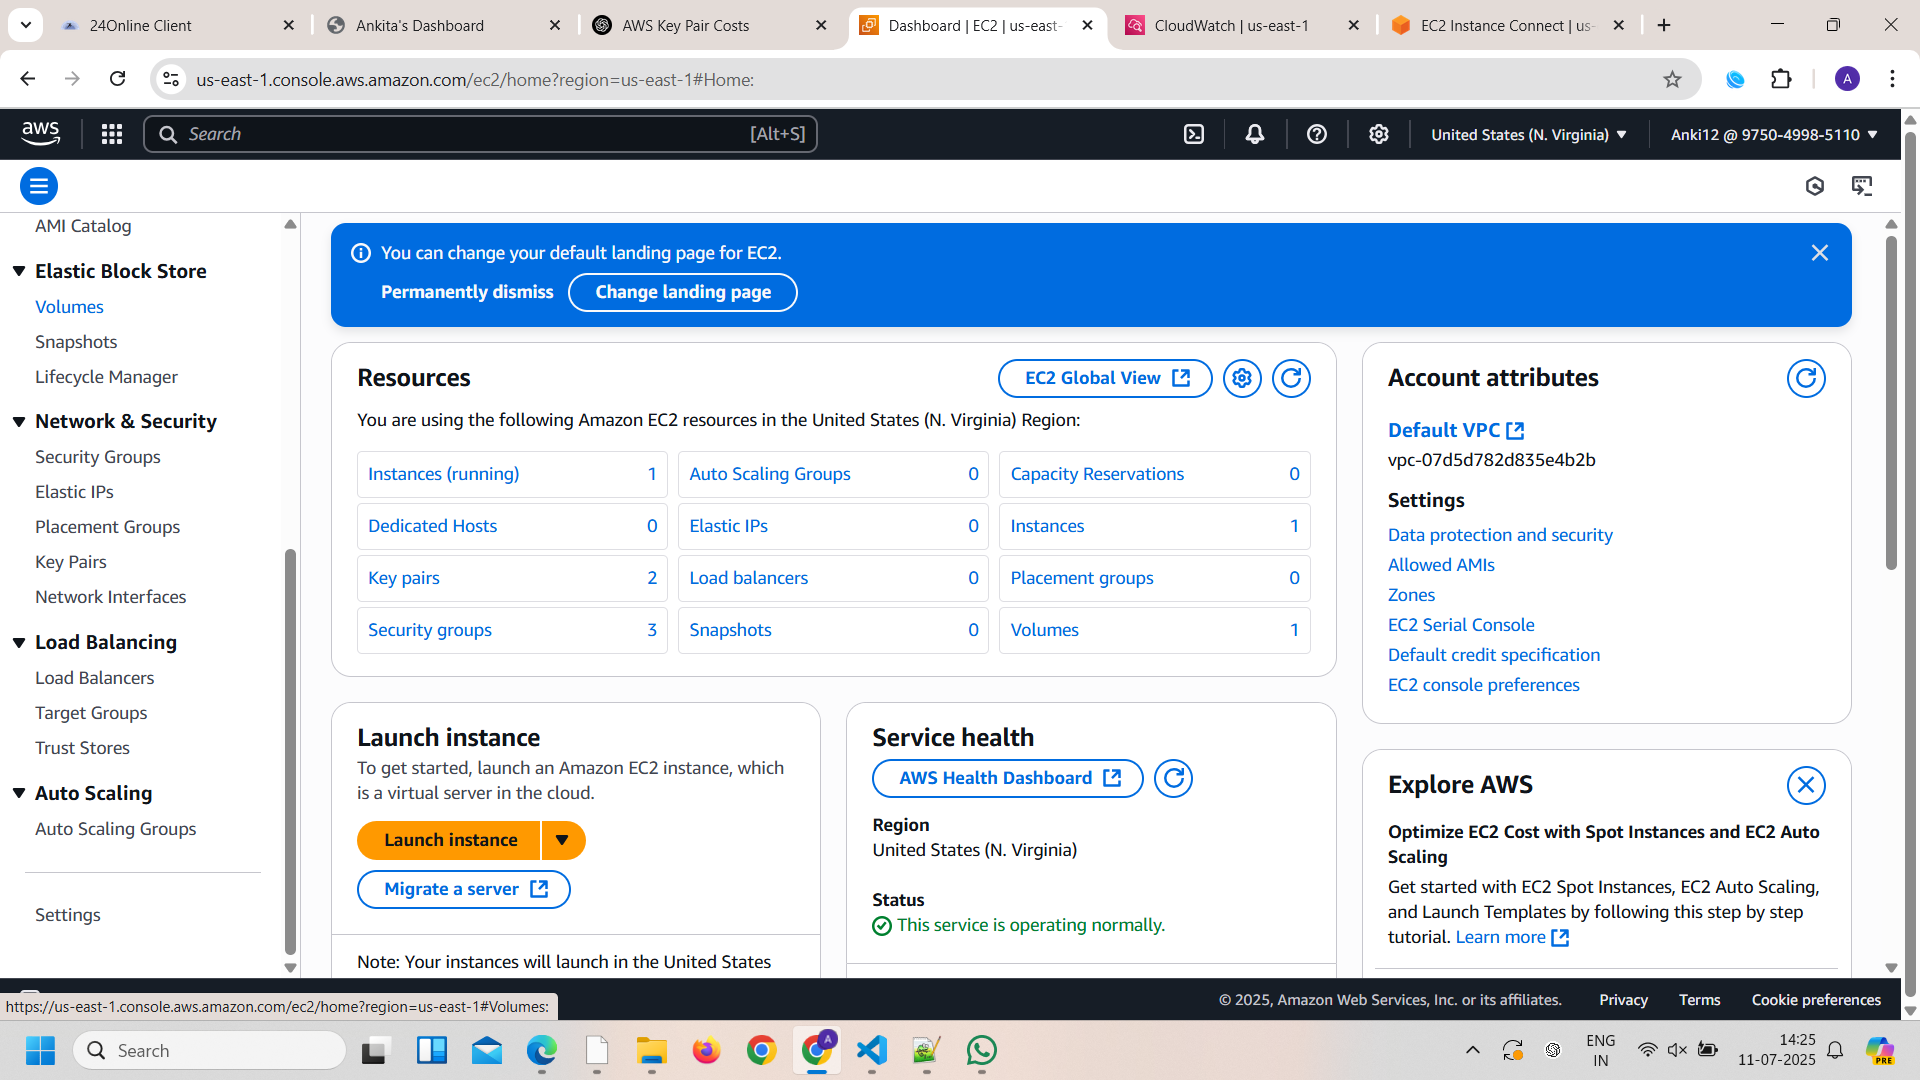 24Online Client
Ankita's Dashboard
AWS Key Pair Costs
Dashboard | EC2 | us-east-
CloudWatch | us-east-1
EC2 Instance Connect | us-
us-east-1.console.aws.amazon.com/ec2/home?region=us-east-1#Home:
A
aws
Search
[Alt+S]
United States (N. Virginia)
Anki12 @ 9750-4998-5110
AMI Catalog
Elastic Block Store
Volumes
Snapshots
Lifecycle Manager
Network & Security
Security Groups
Elastic IPs
Placement Groups
Key Pairs
Network Interfaces
Load Balancing
Load Balancers
Target Groups
Trust Stores
Auto Scaling
Auto Scaling Groups
Settings
You can change your default landing page for EC2.
Permanently dismiss
Change landing page
Resources
EC2 Global View
You are using the following Amazon EC2 resources in the United States (N. Virginia) Region:
Instances (running) 1
Auto Scaling Groups 0
Capacity Reservations 0
Dedicated Hosts 0
Elastic IPs 0
Instances 1
Key pairs 2
Load balancers 0
Placement groups 0
Security groups 3
Snapshots 0
Volumes 1
Launch instance
To get started, launch an Amazon EC2 instance, which
is a virtual server in the cloud.
Launch instance
Migrate a server
Note: Your instances will launch in the United States
Service health
AWS Health Dashboard
Region
United States (N. Virginia)
Status
This service is operating normally.
Account attributes
Default VPC
vpc-07d5d782d835e4b2b
Settings
Data protection and security
Allowed AMIs
Zones
EC2 Serial Console
Default credit specification
EC2 console preferences
Explore AWS
Optimize EC2 Cost with Spot Instances and EC2 Auto
Scaling
Get started with EC2 Spot Instances, EC2 Auto Scaling,
and Launch Templates by following this step by step
tutorial. Learn more
https://us-east-1.console.aws.amazon.com/ec2/home?region=us-east-1#Volumes:
© 2025, Amazon Web Services, Inc. or its affiliates.
Privacy
Terms
Cookie preferences
Search
A
ENG
IN
14:25
11-07-2025
PRE